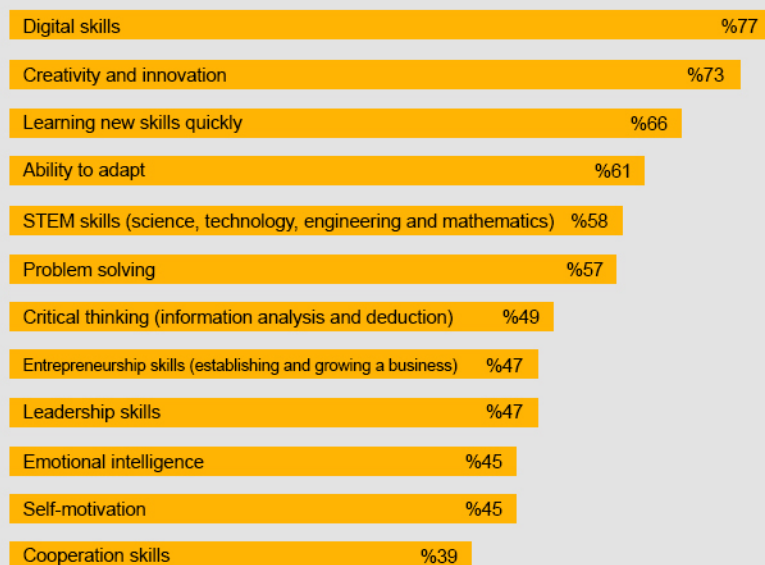 Digital skills %77
Creativity and innovation %73
Learning new skills quickly %66
Ability to adapt %61
STEM skills (science, technology, engineering and mathematics) %58
Problem solving %57
Critical thinking (information analysis and deduction) %49
Entrepreneurship skills (establishing and growing a business) %47
Leadership skills %47
Emotional intelligence %45
Self-motivation %45
Cooperation skills %39